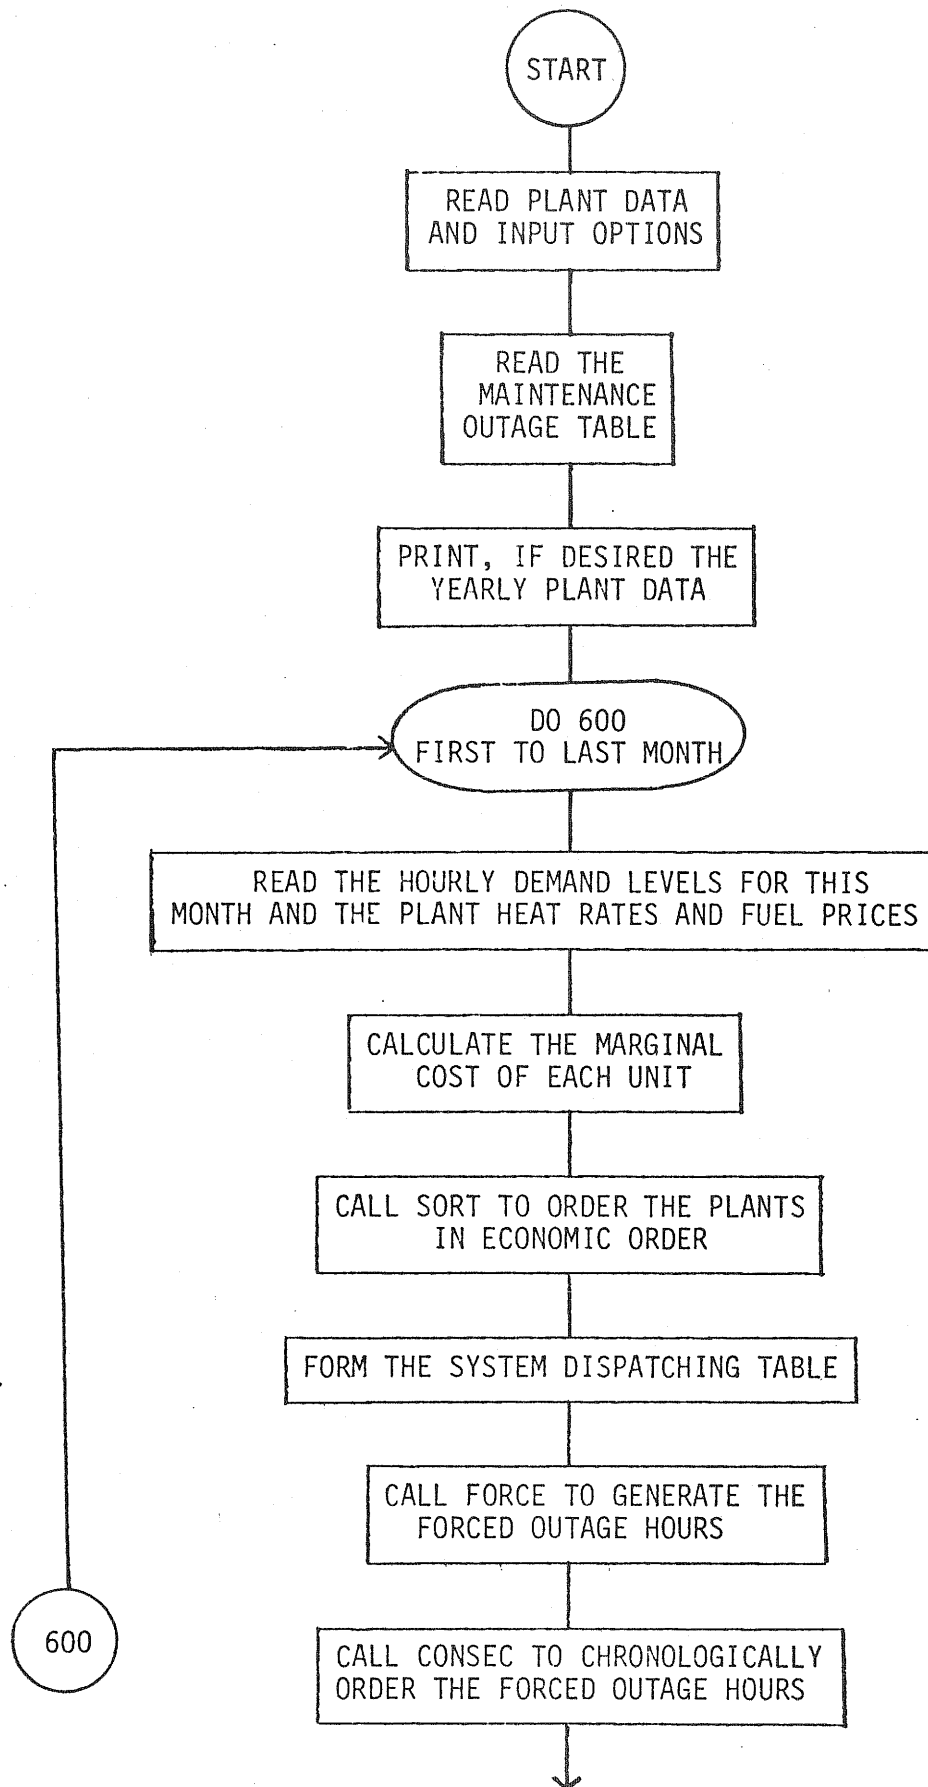 START
READ PLANT DATA
AND INPUT OPTIONS
READ THE
MAINTENANCE
OUTAGE TABLE
PRINT, IF DESIRED THE
YEARLY PLANT DATA
DO 600
FIRST TO LAST MONTH
READ THE HOURLY DEMAND LEVELS FOR THIS
MONTH AND THE PLANT HEAT RATES AND FUEL PRICES
CALCULATE THE MARGINAL
COST OF EACH UNIT
CALL SORT TO ORDER THE PLANTS
IN ECONOMIC ORDER
FORM THE SYSTEM DISPATCHING TABLE
CALL FORCE TO GENERATE THE
FORCED OUTAGE HOURS
600
CALL CONSEC TO CHRONOLOGICALLY
ORDER THE FORCED OUTAGE HOURS